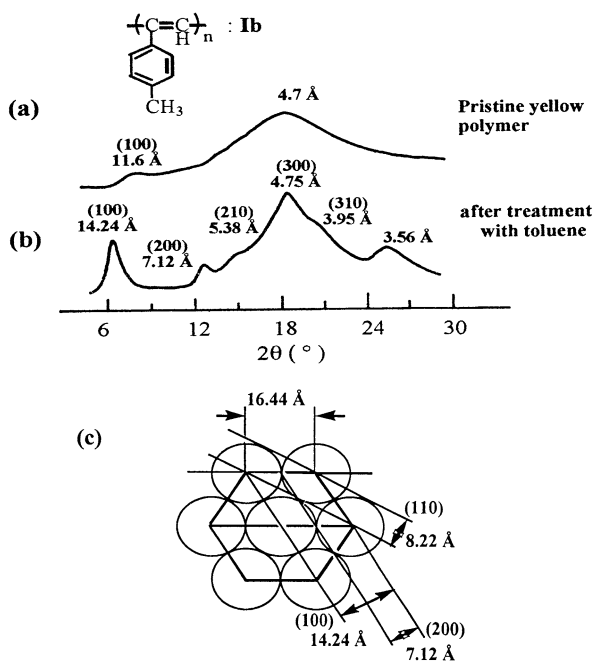 C=C
H
n
: Ib
CH3
(a)
4.7 Å
Pristine yellow
polymer
(100)
11.6 Å
(300)
4.75 Å
(100)
14.24 Å
(b)
(200)
7.12 Å
(210)
5.38 Å
(310)
3.95 Å
3.56 Å
after treatment
with toluene
6 12 18 24 30
2θ ( ° )
(c)
16.44 Å
(110)
8.22 Å
(100)
14.24 Å
(200)
7.12 Å